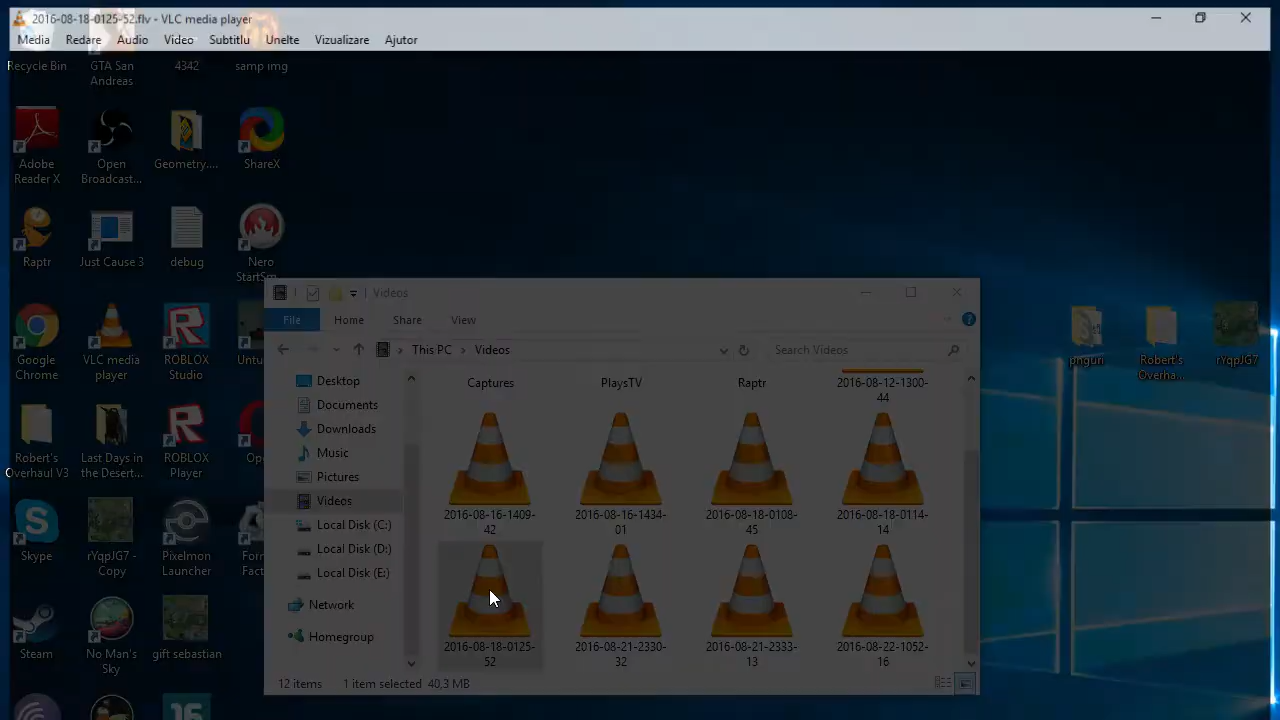 2016-08-18-0125-52.flv - VLC media player
Media Redare Audio Video Subtitlu Unelte Vizualizare Ajutor
Recycle Bin
GTA San
Andreas
4342
samp img
Adobe
Reader X
Open
Broadcast...
Geometry....
ShareX
Raptr
Just Cause 3
debug
Nero
StartSm...
Google
Chrome
VLC media
player
ROBLOX
Studio
Untu
Robert's
Overhaul V3
Last Days in
the Desert...
ROBLOX
Player
Op
Skype
rYqpJG7 -
Copy
Pixelmon
Launcher
Form
Fact
Steam
No Man's
Sky
gift sebastian
16
Videos
File Home Share View
This PC > Videos
Search Videos
Desktop
Documents
Downloads
Music
Pictures
Videos
Local Disk (C:)
Local Disk (D:)
Local Disk (E:)
Network
Homegroup
Captures
PlaysTV
Raptr
2016-08-12-1300-
44
2016-08-16-1409-
42
2016-08-16-1434-
01
2016-08-18-0108-
45
2016-08-18-0114-
14
2016-08-18-0125-
52
2016-08-21-2330-
32
2016-08-21-2333-
13
2016-08-22-1052-
16
12 items 1 item selected 40,3 MB
pinguri
Robert's
Overha...
rYqpJG7